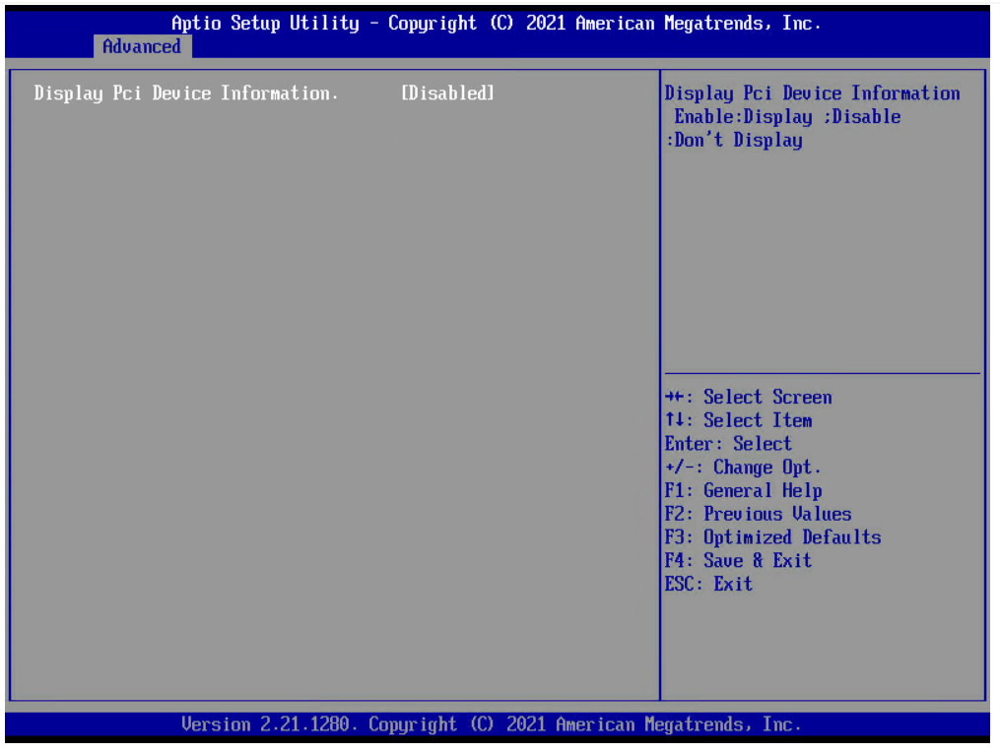 Aptio Setup Utility - Copyright (C) 2021 American Megatrends, Inc.
Advanced
Display Pci Device Information. [Disabled]
Display Pci Device Information
Enable:Display ;Disable
:Don't Display
→←: Select Screen
↑↓: Select Item
Enter: Select
+/-: Change Opt.
F1: General Help
F2: Previous Values
F3: Optimized Defaults
F4: Save & Exit
ESC: Exit
Version 2.21.1280. Copyright (C) 2021 American Megatrends, Inc.